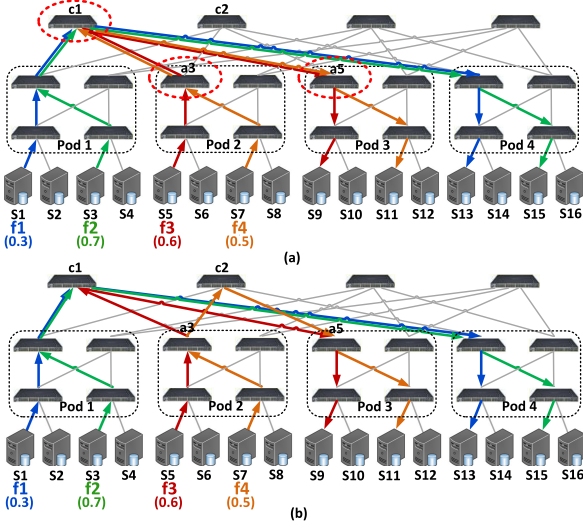 c1 c2
a3 a5
Pod 1 Pod 2 Pod 3 Pod 4
S1 S2 S3 S4 S5 S6 S7 S8 S9 S10 S11 S12 S13 S14 S15 S16
f1 f2 f3 f4
(0.3) (0.7) (0.6) (0.5)
(a)
c1 c2
a3 a5
Pod 1 Pod 2 Pod 3 Pod 4
S1 S2 S3 S4 S5 S6 S7 S8 S9 S10 S11 S12 S13 S14 S15 S16
f1 f2 f3 f4
(0.3) (0.7) (0.6) (0.5)
(b)